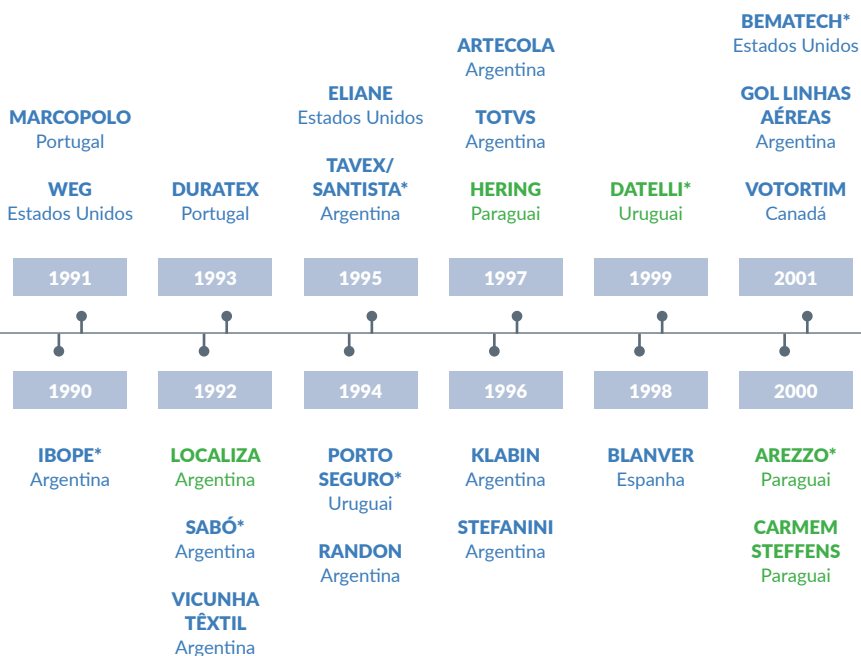 MARCOPOLO
Portugal
WEG
Estados Unidos
DURATEX
Portugal
ELIANE
Estados Unidos
TAVEX/
SANTISTA*
Argentina
ARTECOLA
Argentina
TOTVS
Argentina
HERING
Paraguai
DATELLI*
Uruguai
BEMATECH*
Estados Unidos
GOL LINHAS
AÉREAS
Argentina
VOTORTIM
Canadá
1991
1993
1995
1997
1999
2001
1990
1992
1994
1996
1998
2000
IBOPE*
Argentina
LOCALIZA
Argentina
SABÓ*
Argentina
VICUNHA
TÊXTIL
Argentina
PORTO
SEGURO*
Uruguai
RANDON
Argentina
KLABIN
Argentina
STEFANINI
Argentina
BLANVER
Espanha
AREZZO*
Paraguai
CARMEM
STEFFENS
Paraguai